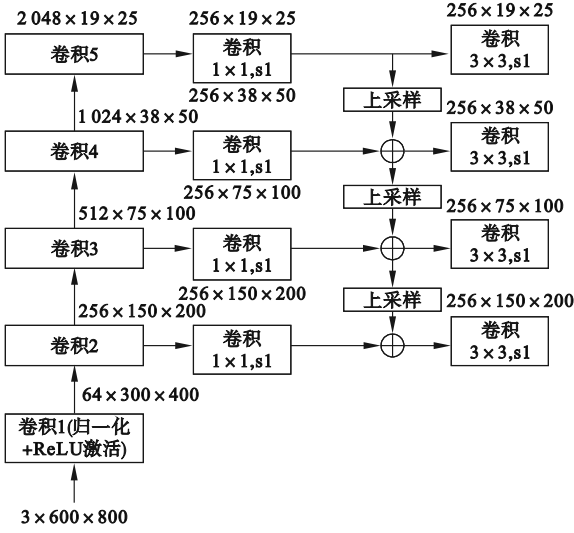 2 048×19×25
256×19×25
256×19×25
卷积5
卷积
1×1,s1
卷积
3×3,s1
256×38×50
上采样
1 024×38×50
256×38×50
卷积4
卷积
1×1,s1
卷积
3×3,s1
256×75×100
上采样
512×75×100
256×75×100
卷积3
卷积
1×1,s1
卷积
3×3,s1
256×150×200
上采样
256×150×200
256×150×200
卷积2
卷积
1×1,s1
卷积
3×3,s1
64×300×400
卷积1(归一化
+ReLU激活)
3×600×800